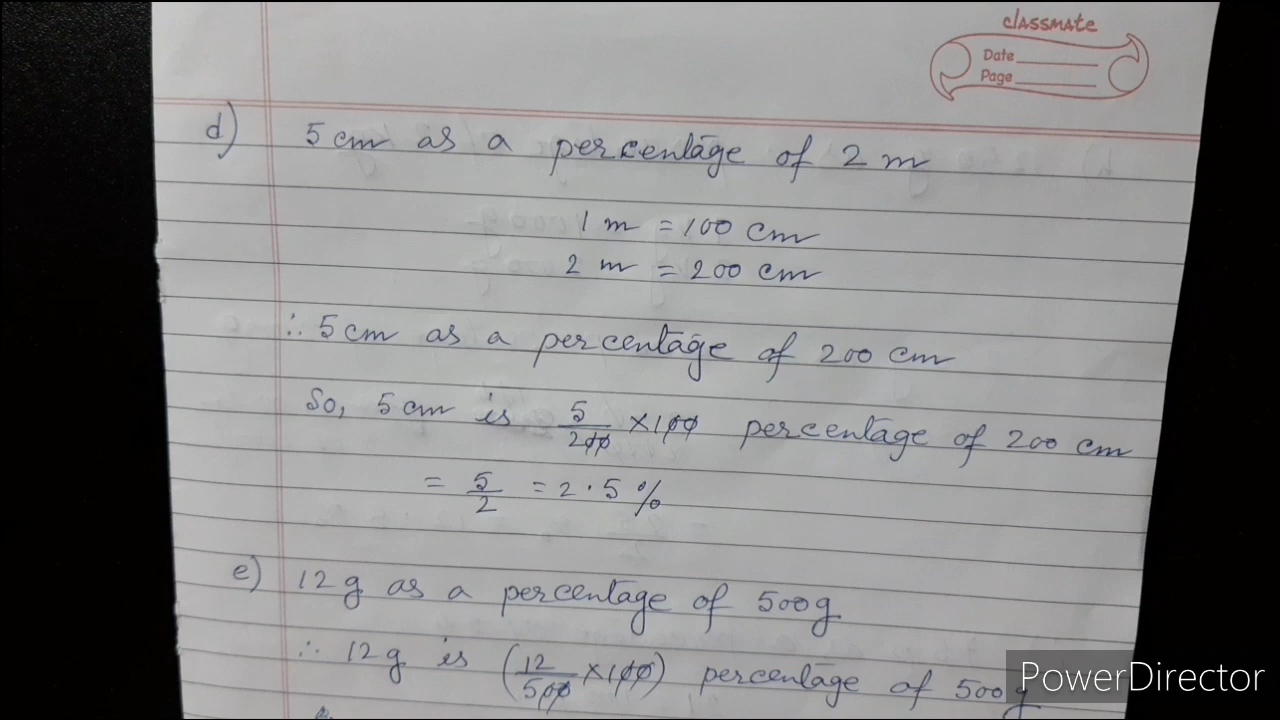 classmate
Date
Page
d) 5 cm as a percentage of 2 m
1 m = 100 cm
2 m = 200 cm
∴ 5 cm as a percentage of 200 cm
So, 5 cm is 5/200 × 100 percentage of 200 cm
= 5/2 = 2.5 %
e) 12 g as a percentage of 500 g
∴ 12 g is (12/500 × 100) percentage of 500 g
PowerDirector